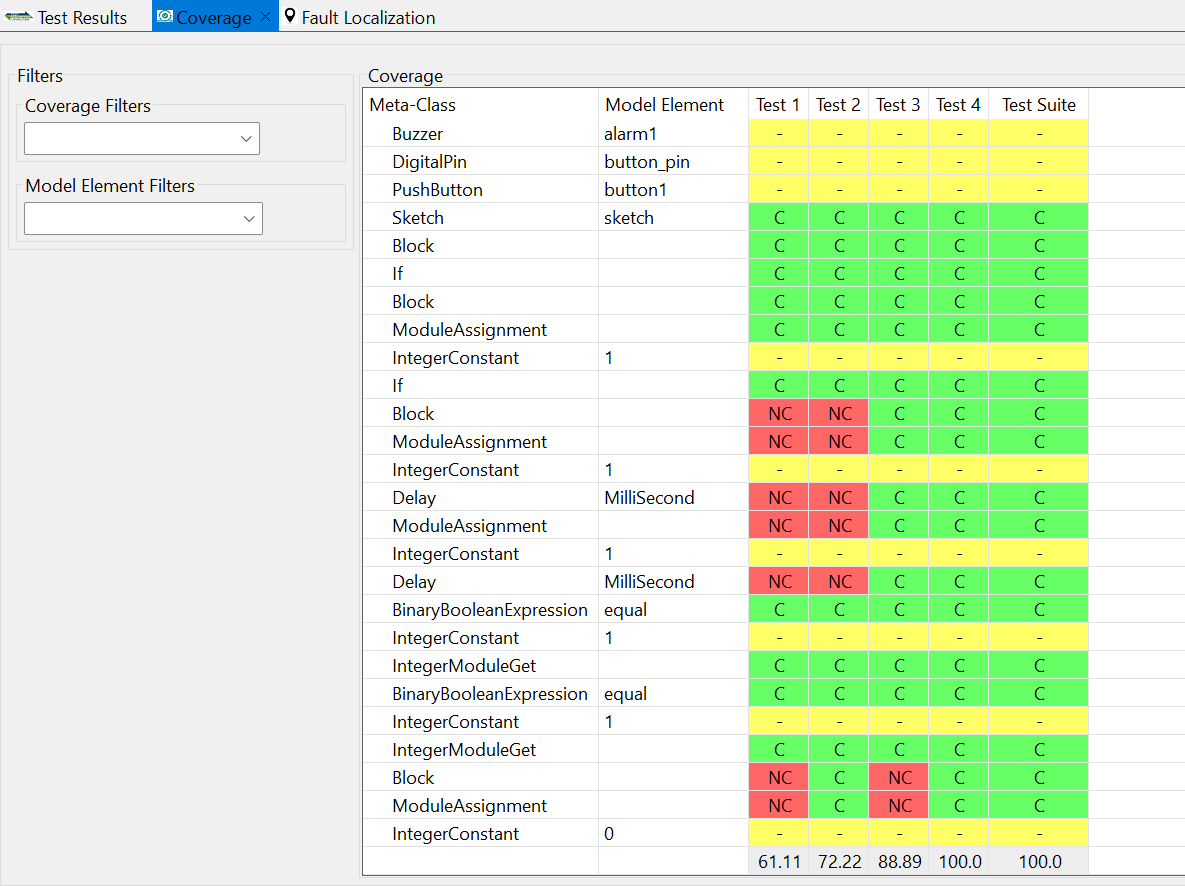 Test Results Coverage Fault Localization
Filters
Coverage Filters
Model Element Filters
Coverage
Meta-Class Model Element Test 1 Test 2 Test 3 Test 4 Test Suite
Buzzer alarm1 - - - - -
DigitalPin button_pin - - - - -
PushButton button1 - - - - -
Sketch sketch C C C C C
Block C C C C C
If C C C C C
Block C C C C C
ModuleAssignment C C C C C
IntegerConstant 1 - - - - -
If C C C C C
Block NC NC C C C
ModuleAssignment NC NC C C C
IntegerConstant 1 - - - - -
Delay MilliSecond NC NC C C C
ModuleAssignment NC NC C C C
IntegerConstant 1 - - - - -
Delay MilliSecond NC NC C C C
BinaryBooleanExpression equal C C C C C
IntegerConstant 1 - - - - -
IntegerModuleGet C C C C C
BinaryBooleanExpression equal C C C C C
IntegerConstant 1 - - - - -
IntegerModuleGet C C C C C
Block NC C NC C C
ModuleAssignment NC C NC C C
IntegerConstant 0 - - - - -
61.11 72.22 88.89 100.0 100.0